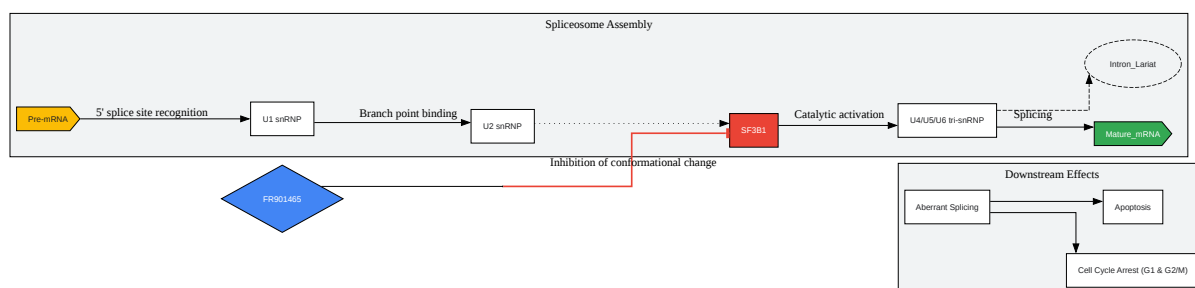 Spliceosome Assembly
Pre-mRNA
5' splice site recognition
U1 snRNP
Branch point binding
U2 snRNP
SF3B1
Catalytic activation
U4/U5/U6 tri-snRNP
Splicing
Intron_Lariat
Mature_mRNA
Inhibition of conformational change
FR901465
Downstream Effects
Aberrant Splicing
Apoptosis
Cell Cycle Arrest (G1 & G2/M)